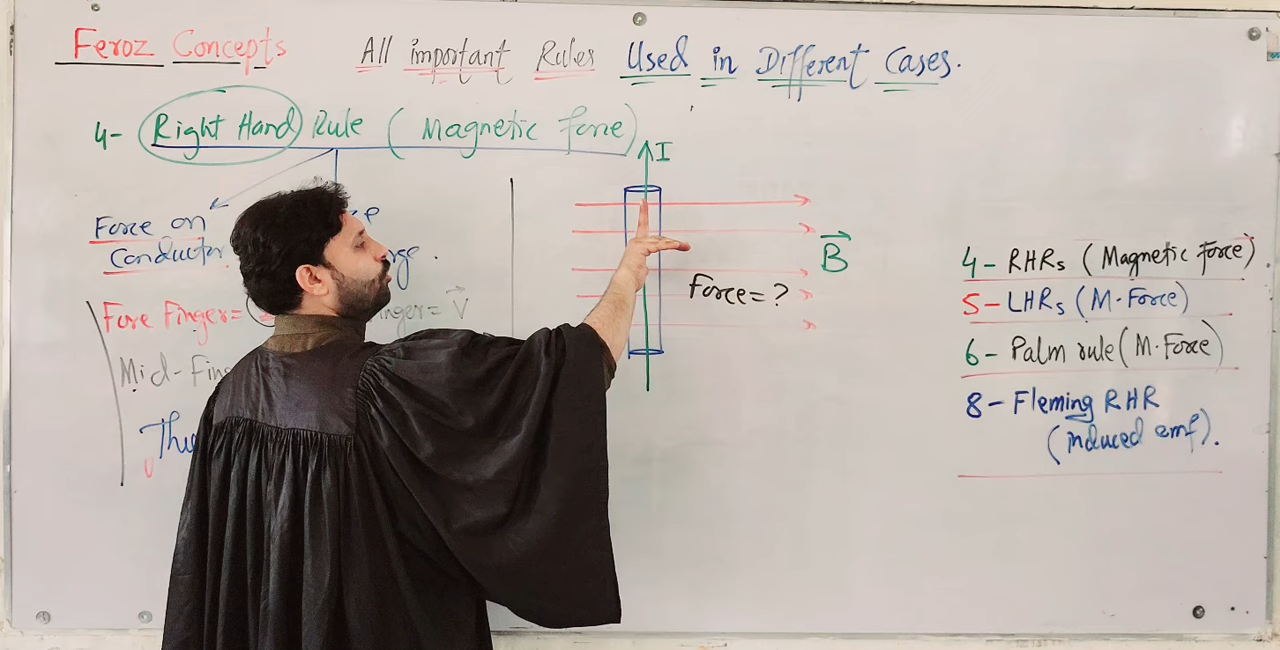 Feroz Concepts
All important Rules Used in Different Cases.
4- Right Hand Rule (Magnetic force)
Force on
Conductor
Fore Finger=
Finger= V
Mid-Fin
Thu
I
B
Force=?
4- RHRs (Magnetic Force)
5- LHRs (M.Force)
6- Palm rule (M.Force)
8- Fleming RHR
(induced emf).